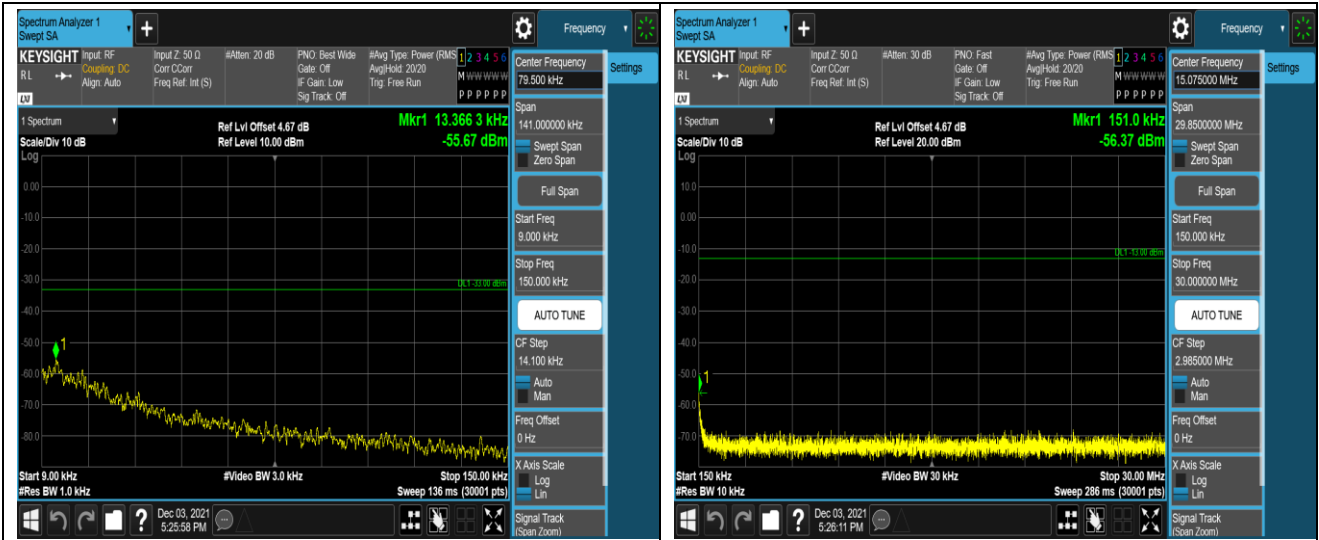 Spectrum Analyzer 1
Swept SA
+
Frequency
KEYSIGHT
RL
LXI
Input: RF
Coupling: DC
Align: Auto
Input Z: 50 Ω
Corr CCorr
Freq Ref: Int (S)
#Atten: 20 dB
PNO: Best Wide
Gate: Off
IF Gain: Low
Sig Track: Off
#Avg Type: Power (RMS
Avg|Hold: 20/20
Trig: Free Run
1 2 3 4 5 6
M W W W W W
P P P P P P
1 Spectrum
Scale/Div 10 dB
Log
Ref Lvl Offset 4.67 dB
Ref Level 10.00 dBm
Mkr1 13.366 3 kHz
-55.67 dBm
0.00
-10.0
-20.0
-30.0
DL1 -33.00 dBm
-40.0
-50.0
1
-60.0
-70.0
-80.0
Start 9.00 kHz
#Res BW 1.0 kHz
#Video BW 3.0 kHz
Stop 150.00 kHz
Sweep 136 ms (30001 pts)
Center Frequency
79.500 kHz
Settings
Span
141.000000 kHz
Swept Span
Zero Span
Full Span
Start Freq
9.000 kHz
Stop Freq
150.000 kHz
AUTO TUNE
CF Step
14.100 kHz
Auto
Man
Freq Offset
0 Hz
X Axis Scale
Log
Lin
Signal Track
(Span Zoom)
?
Dec 03, 2021
5:25:58 PM
Spectrum Analyzer 1
Swept SA
+
Frequency
KEYSIGHT
RL
LXI
Input: RF
Coupling: DC
Align: Auto
Input Z: 50 Ω
Corr CCorr
Freq Ref: Int (S)
#Atten: 30 dB
PNO: Fast
Gate: Off
IF Gain: Low
Sig Track: Off
#Avg Type: Power (RMS
Avg|Hold: 20/20
Trig: Free Run
1 2 3 4 5 6
M W W W W W
P P P P P P
1 Spectrum
Scale/Div 10 dB
Log
Ref Lvl Offset 4.67 dB
Ref Level 20.00 dBm
Mkr1 151.0 kHz
-56.37 dBm
10.0
0.00
-10.0
DL1 -13.00 dBm
-20.0
-30.0
-40.0
-50.0
1
-60.0
-70.0
Start 150 kHz
#Res BW 10 kHz
#Video BW 30 kHz
Stop 30.00 MHz
Sweep 286 ms (30001 pts)
Center Frequency
15.075000 MHz
Settings
Span
29.8500000 MHz
Swept Span
Zero Span
Full Span
Start Freq
150.000 kHz
Stop Freq
30.000000 MHz
AUTO TUNE
CF Step
2.985000 MHz
Auto
Man
Freq Offset
0 Hz
X Axis Scale
Log
Lin
Signal Track
(Span Zoom)
?
Dec 03, 2021
5:26:11 PM